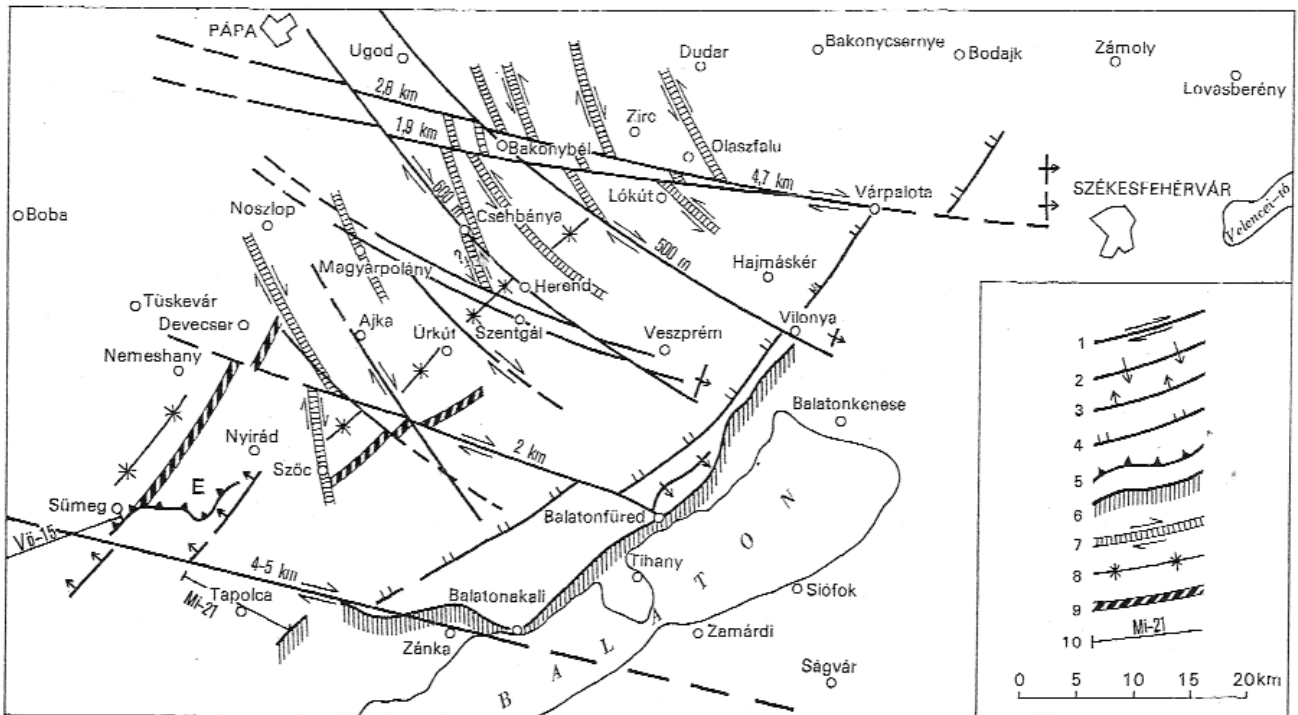 PÁPA
Ugod
Dudar
Bakonycsernye
Bodajk
Zámoly
Lovasberény
2,8 km
1,9 km
Zirc
Bakonybél
Olaszfalu
4,7 km
Várpalota
SZÉKESFEHÉRVÁR
Velencei-tó
Boba
Noszlop
600 m
Csehbánya
Lókút
500 m
Hajmáskér
Magyarpolány
?
Herend
Tüskevár
Devecser
Ajka
Úrkút
Szentgál
Veszprém
Vilonya
Nemeshany
Balatonkenese
Nyirád
Szőc
2 km
Sümeg
E
Balatonfüred
Vö-15
4-5 km
Tihany
Siófok
Tapolca
Mi-21
Balatonakali
Zánka
Zamárdi
Ságvár
BALATON
1
2
3
4
5
6
7
8
9
10 Mi-21
0 5 10 15 20 km